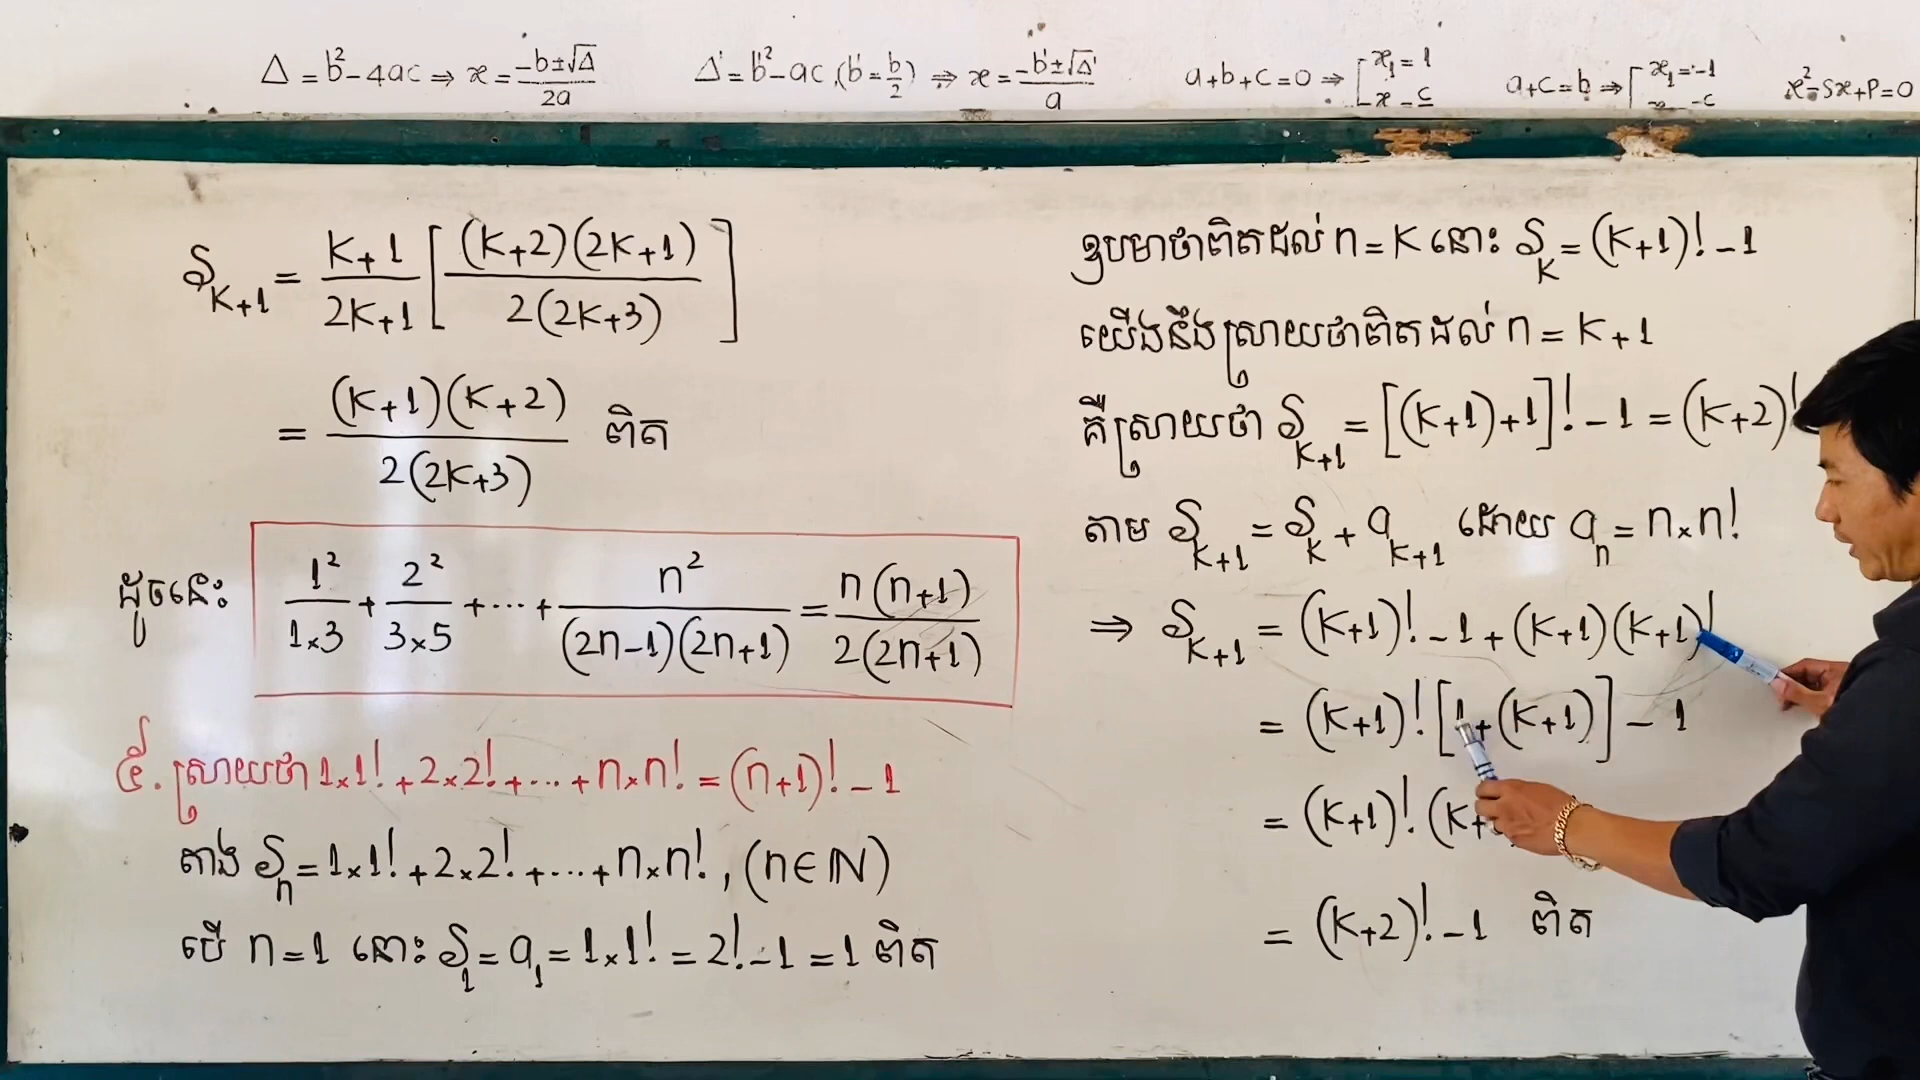 Δ = b² - 4ac ⇒ x = (-b±√Δ)/2a
Δ' = b'² - ac, (b' = b/2) ⇒ x = (-b'±√Δ')/a
a+b+c=0 ⇒ [x₁ = 1
a+c=b ⇒ [x₁ = -1
x² - Sx + P = 0
S_{K+1} = (K+1)/(2K+1) [(K+2)(2K+1)/(2(2K+3))]
= (K+1)(K+2)/(2(2K+3)) ពិត
ដូចនេះ 1²/(1×3) + 2²/(3×5) + ... + n²/((2n-1)(2n+1)) = n(n+1)/(2(2n+1))
៥. ស្រាយថា 1×1! + 2×2! + ... + n×n! = (n+1)! - 1
តាង S_n = 1×1! + 2×2! + ... + n×n! , (n∈ℕ)
បើ n = 1 នោះ S₁ = a₁ = 1×1! = 2! - 1 = 1 ពិត
ឧបមាថាពិតដល់ n = K នោះ S_K = (K+1)! - 1
យើងនឹងស្រាយថាពិតដល់ n = K+1
គឺស្រាយថា S_{K+1} = [(K+1)+1]! - 1 = (K+2)!
តាម S_{K+1} = S_K + a_{K+1} ដោយ a_n = n×n!
⇒ S_{K+1} = (K+1)! - 1 + (K+1)(K+1)!
= (K+1)! [1+(K+1)] - 1
= (K+1)! (K+
= (K+2)! - 1 ពិត